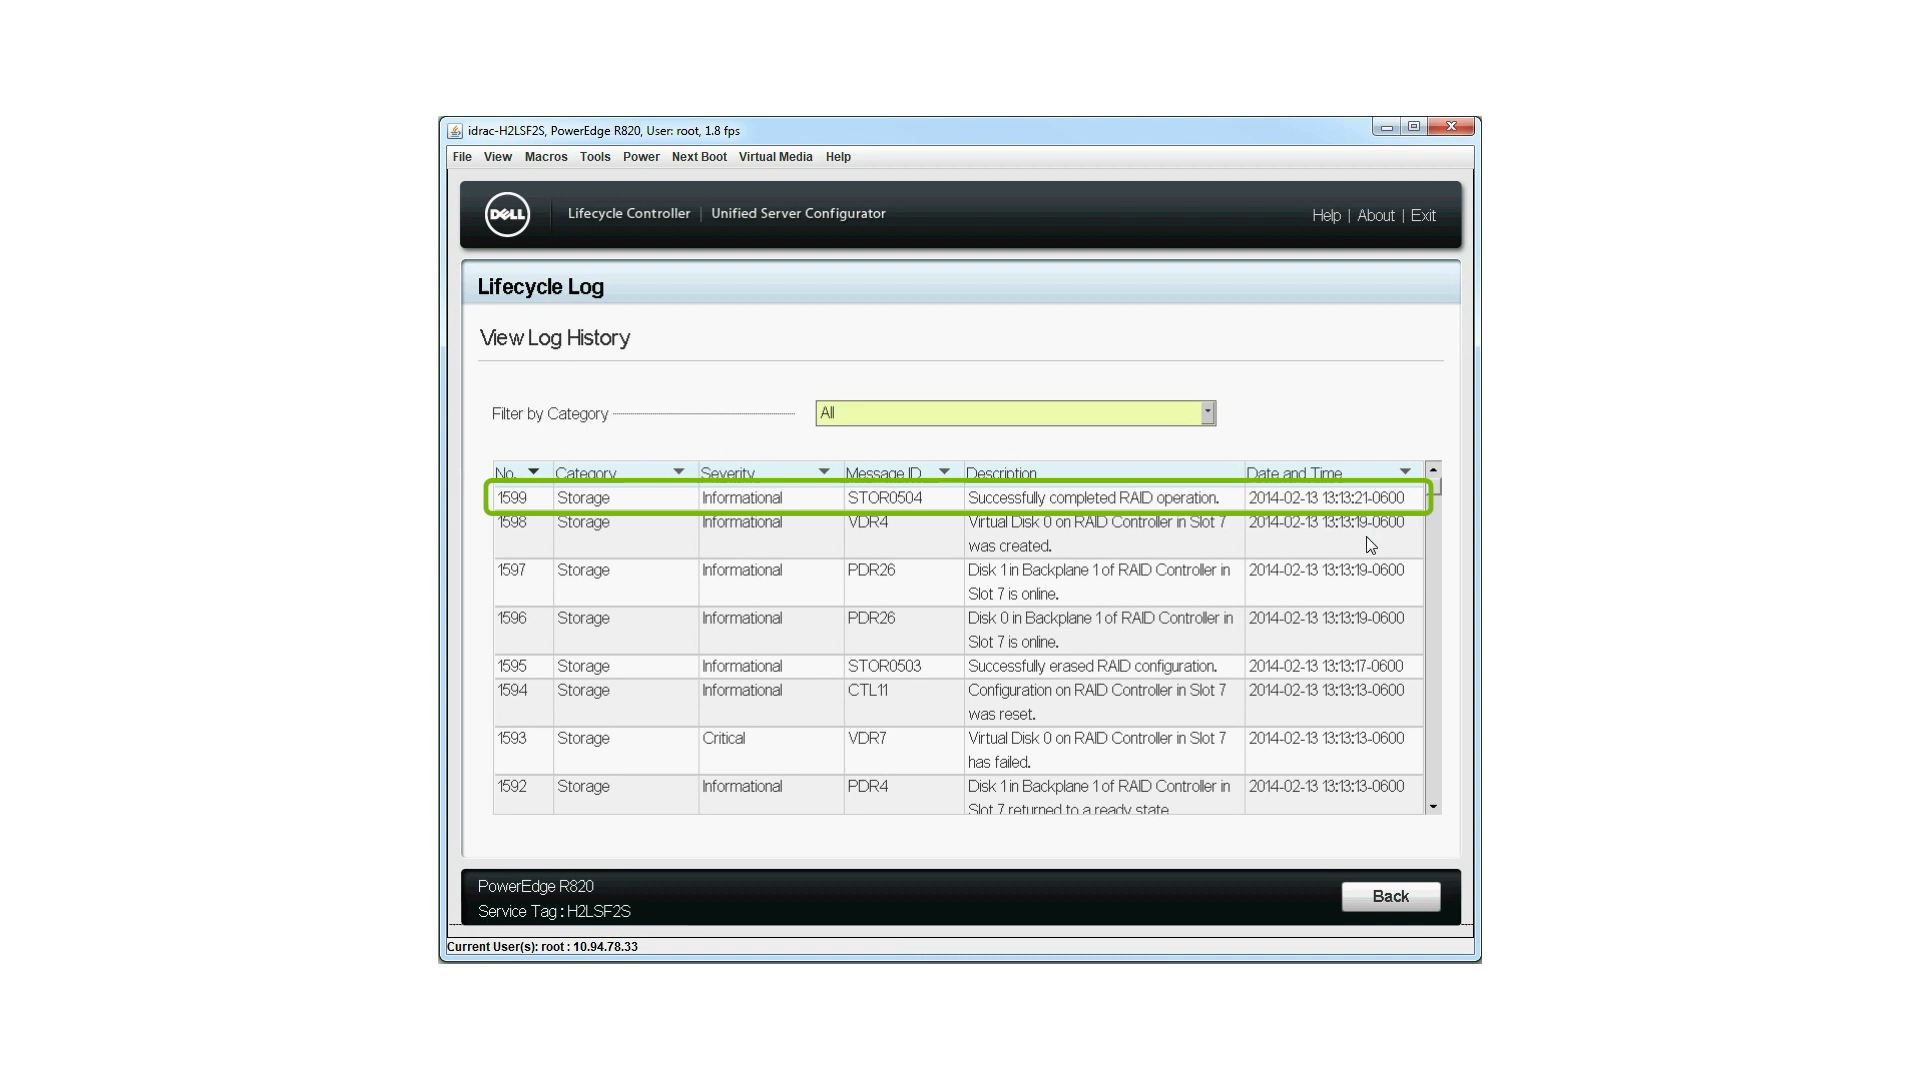 idrac-H2LSF2S, PowerEdge R820, User: root, 1.8 fps
File View Macros Tools Power Next Boot Virtual Media Help
DELL Lifecycle Controller | Unified Server Configurator Help | About | Exit
Lifecycle Log
View Log History
Filter by Category All
No. Category Severity Message ID Description Date and Time
1599 Storage Informational STOR0504 Successfully completed RAID operation. 2014-02-13 13:13:21-0600
1598 Storage Informational VDR4 Virtual Disk 0 on RAID Controller in Slot 7 2014-02-13 13:13:19-0600
was created.
1597 Storage Informational PDR26 Disk 1 in Backplane 1 of RAID Controller in 2014-02-13 13:13:19-0600
Slot 7 is online.
1596 Storage Informational PDR26 Disk 0 in Backplane 1 of RAID Controller in 2014-02-13 13:13:19-0600
Slot 7 is online.
1595 Storage Informational STOR0503 Successfully erased RAID configuration. 2014-02-13 13:13:17-0600
1594 Storage Informational CTL11 Configuration on RAID Controller in Slot 7 2014-02-13 13:13:13-0600
was reset.
1593 Storage Critical VDR7 Virtual Disk 0 on RAID Controller in Slot 7 2014-02-13 13:13:13-0600
has failed.
1592 Storage Informational PDR4 Disk 1 in Backplane 1 of RAID Controller in 2014-02-13 13:13:13-0600
Slot 7 returned to a ready state.
PowerEdge R820
Service Tag : H2LSF2S
Back
Current User(s): root : 10.94.78.33